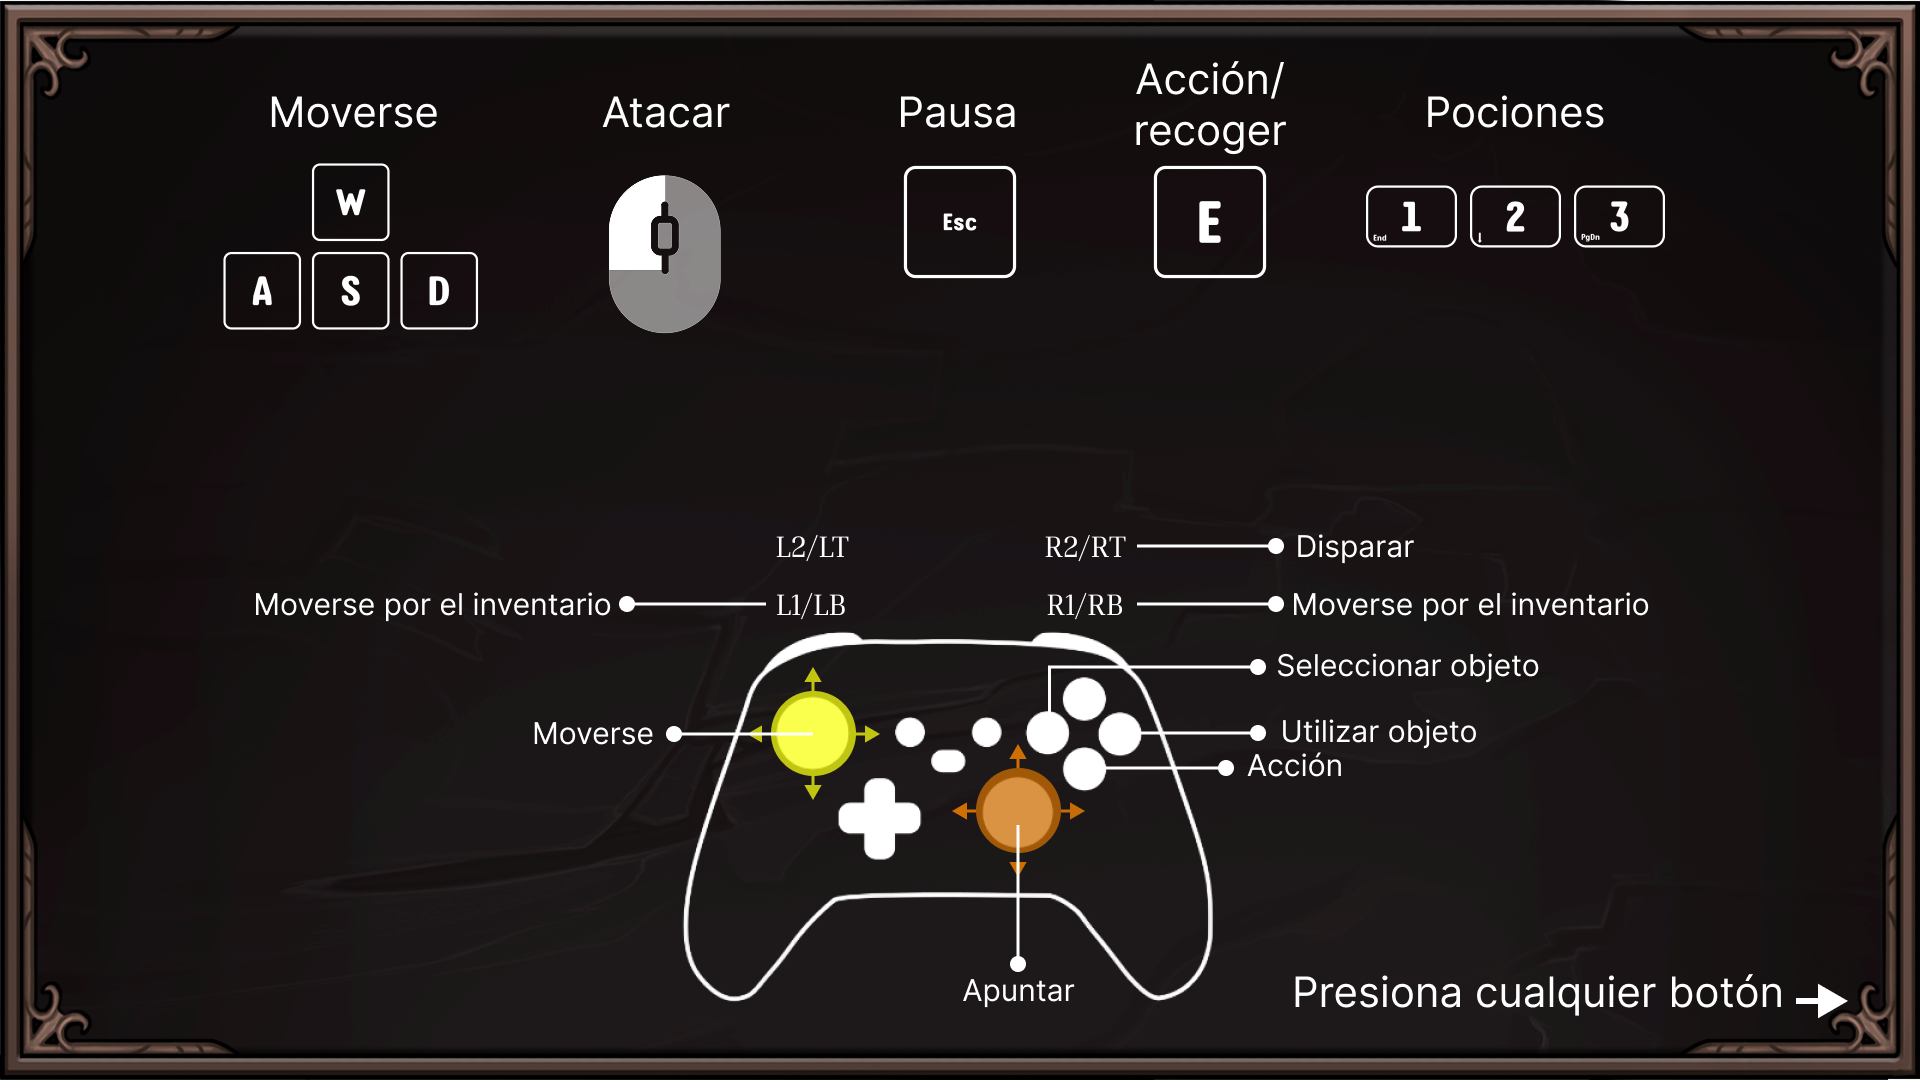 Moverse
Atacar
Pausa
Acción/
recoger
Pociones
W
A S D
Esc
E
1 End
2 ↓
3 PgDn
L2/LT
R2/RT
Disparar
Moverse por el inventario
L1/LB
R1/RB
Moverse por el inventario
Seleccionar objeto
Moverse
Utilizar objeto
Acción
Apuntar
Presiona cualquier botón